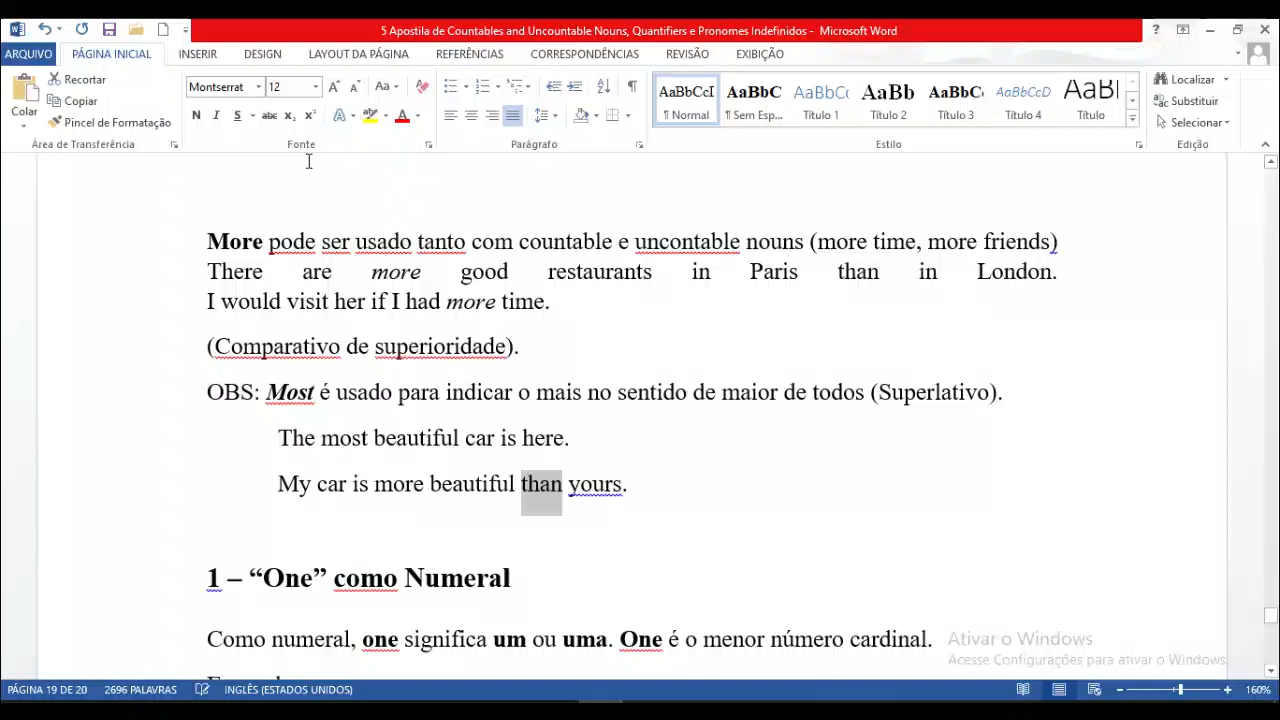 5 Apostila de Countables and Uncountable Nouns, Quantifiers e Pronomes Indefinidos - Microsoft Word
ARQUIVO PÁGINA INICIAL INSERIR DESIGN LAYOUT DA PÁGINA REFERÊNCIAS CORRESPONDÊNCIAS REVISÃO EXIBIÇÃO
Colar
Recortar
Copiar
Pincel de Formatação
Área de Transferência
Montserrat 12
Fonte
Parágrafo
AaBbCcI AaBbC AaBbCc AaBb AaBbC AaBbCcD AaBl
¶ Normal ¶ Sem Esp... Título 1 Título 2 Título 3 Título 4 Título
Estilo
Localizar
Substituir
Selecionar
Edição
More pode ser usado tanto com countable e uncontable nouns (more time, more friends)
There are more good restaurants in Paris than in London.
I would visit her if I had more time.
(Comparativo de superioridade).
OBS: Most é usado para indicar o mais no sentido de maior de todos (Superlativo).
The most beautiful car is here.
My car is more beautiful than yours.
1 – “One” como Numeral
Como numeral, one significa um ou uma. One é o menor número cardinal.
Ativar o Windows
Acesse Configurações para ativar o Windows.
PÁGINA 19 DE 20 2696 PALAVRAS INGLÊS (ESTADOS UNIDOS) 160%